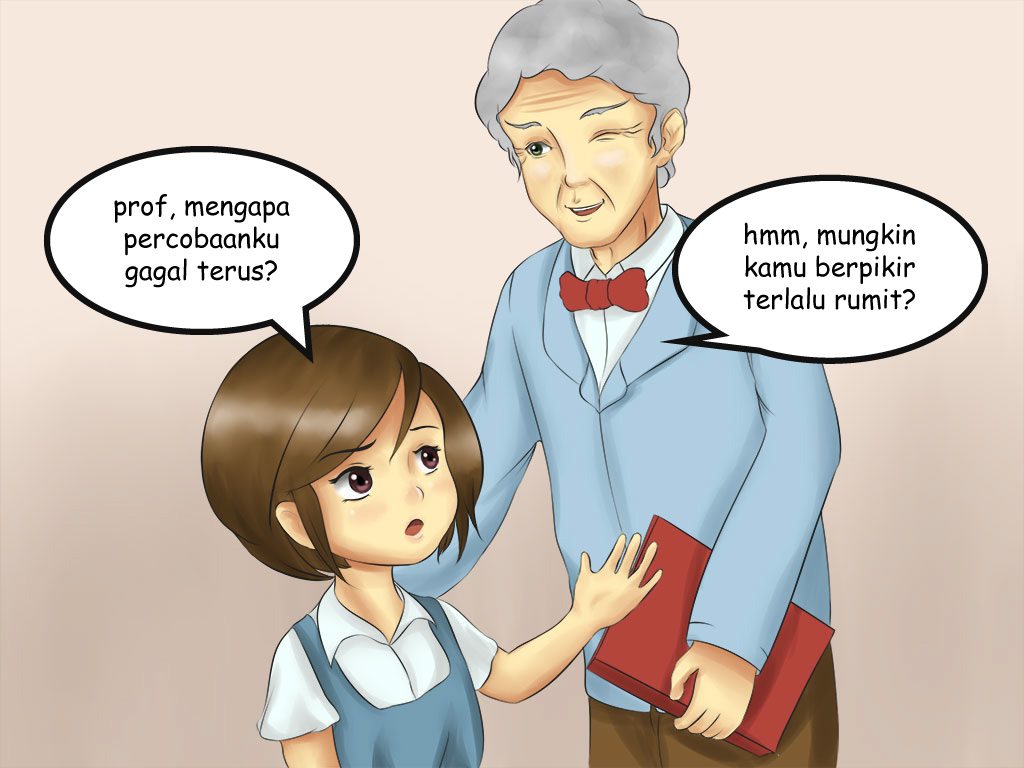 prof, mengapa
percobaanku
gagal terus?
hmm, mungkin
kamu berpikir
terlalu rumit?